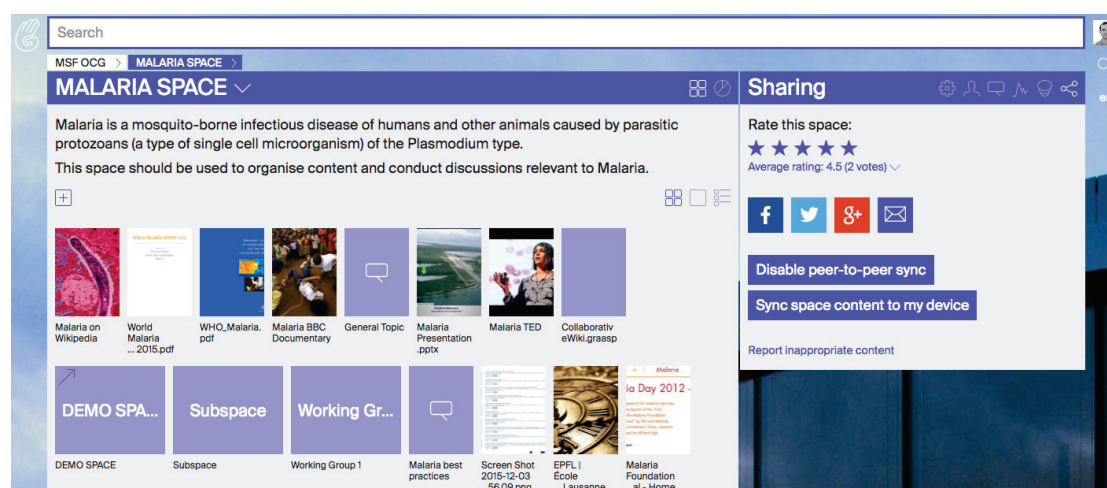 Search
MSF OCG > MALARIA SPACE >
MALARIA SPACE
Malaria is a mosquito-borne infectious disease of humans and other animals caused by parasitic
protozoans (a type of single cell microorganism) of the Plasmodium type.
This space should be used to organise content and conduct discussions relevant to Malaria.
Malaria on
Wikipedia
World
Malaria
... 2015.pdf
WHO_Malaria.
pdf
Malaria BBC
Documentary
General Topic
Malaria
Presentation
.pptx
Malaria TED
Collaborativ
eWiki.graasp
DEMO SPA...
Subspace
Working Gr...
Malaria
ia Day 2012 -
DEMO SPACE
Subspace
Working Group 1
Malaria best
practices
Screen Shot
2015-12-03
EPFL |
École
Malaria
Foundation
Sharing
Rate this space:
Average rating: 4.5 (2 votes)
f
8+
Disable peer-to-peer sync
Sync space content to my device
Report inappropriate content